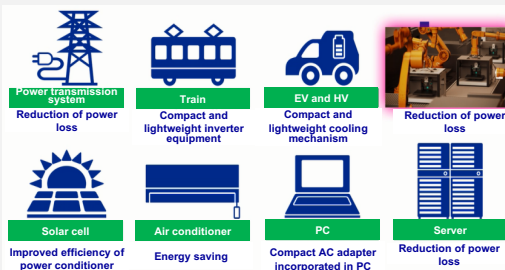 Power transmission
system
Reduction of power
loss
Train
Compact and
lightweight inverter
equipment
EV and HV
Compact and
lightweight cooling
mechanism
Reduction of power
loss
Solar cell
Improved efficiency of
power conditioner
Air conditioner
Energy saving
PC
Compact AC adapter
incorporated in PC
Server
Reduction of power
loss